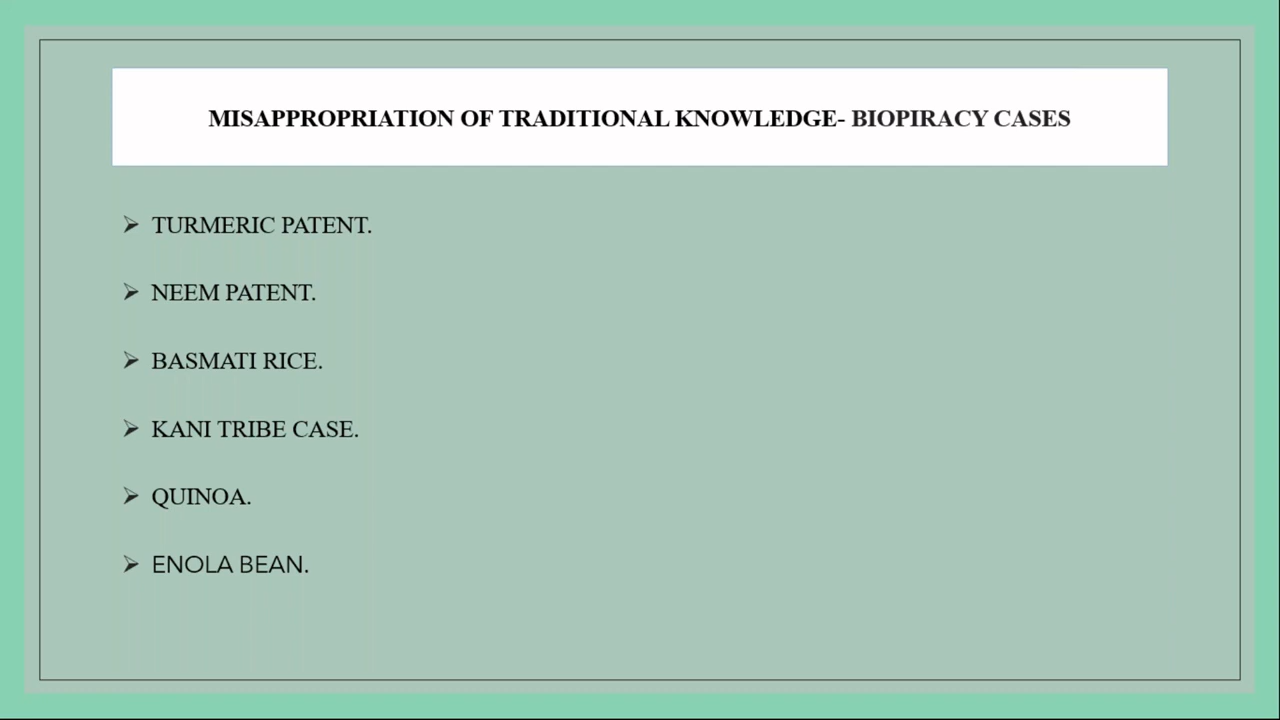 MISAPPROPRIATION OF TRADITIONAL KNOWLEDGE- BIOPIRACY CASES
TURMERIC PATENT.
NEEM PATENT.
BASMATI RICE.
KANI TRIBE CASE.
QUINOA.
ENOLA BEAN.